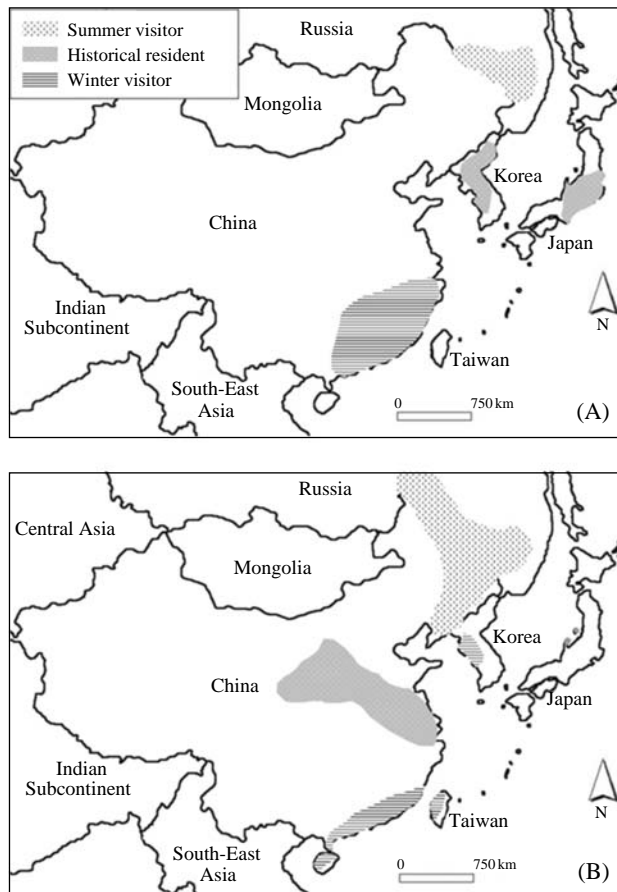 Summer visitor
Historical resident
Winter visitor
Russia
Mongolia
Korea
China
Japan
Indian
Subcontinent
N
Taiwan
South-East
Asia
0 750 km
(A)
Russia
Central Asia
Mongolia
Korea
China
Japan
Indian
Subcontinent
N
Taiwan
South-East
Asia
0 750 km
(B)